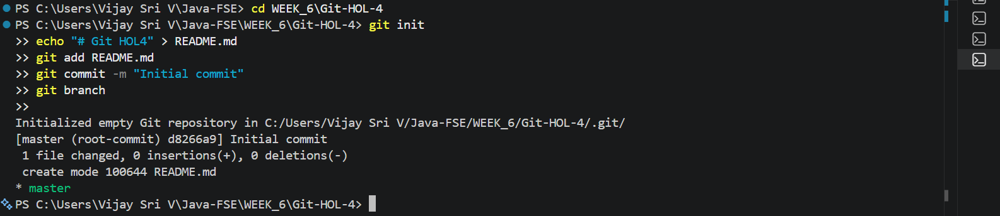 PS C:\Users\Vijay Sri V\Java-FSE> cd WEEK_6\Git-HOL-4
PS C:\Users\Vijay Sri V\Java-FSE\WEEK_6\Git-HOL-4> git init
>> echo "# Git HOL4" > README.md
>> git add README.md
>> git commit -m "Initial commit"
>> git branch
>>
Initialized empty Git repository in C:/Users/Vijay Sri V/Java-FSE/WEEK_6/Git-HOL-4/.git/
[master (root-commit) d8266a9] Initial commit
 1 file changed, 0 insertions(+), 0 deletions(-)
 create mode 100644 README.md
* master
PS C:\Users\Vijay Sri V\Java-FSE\WEEK_6\Git-HOL-4>